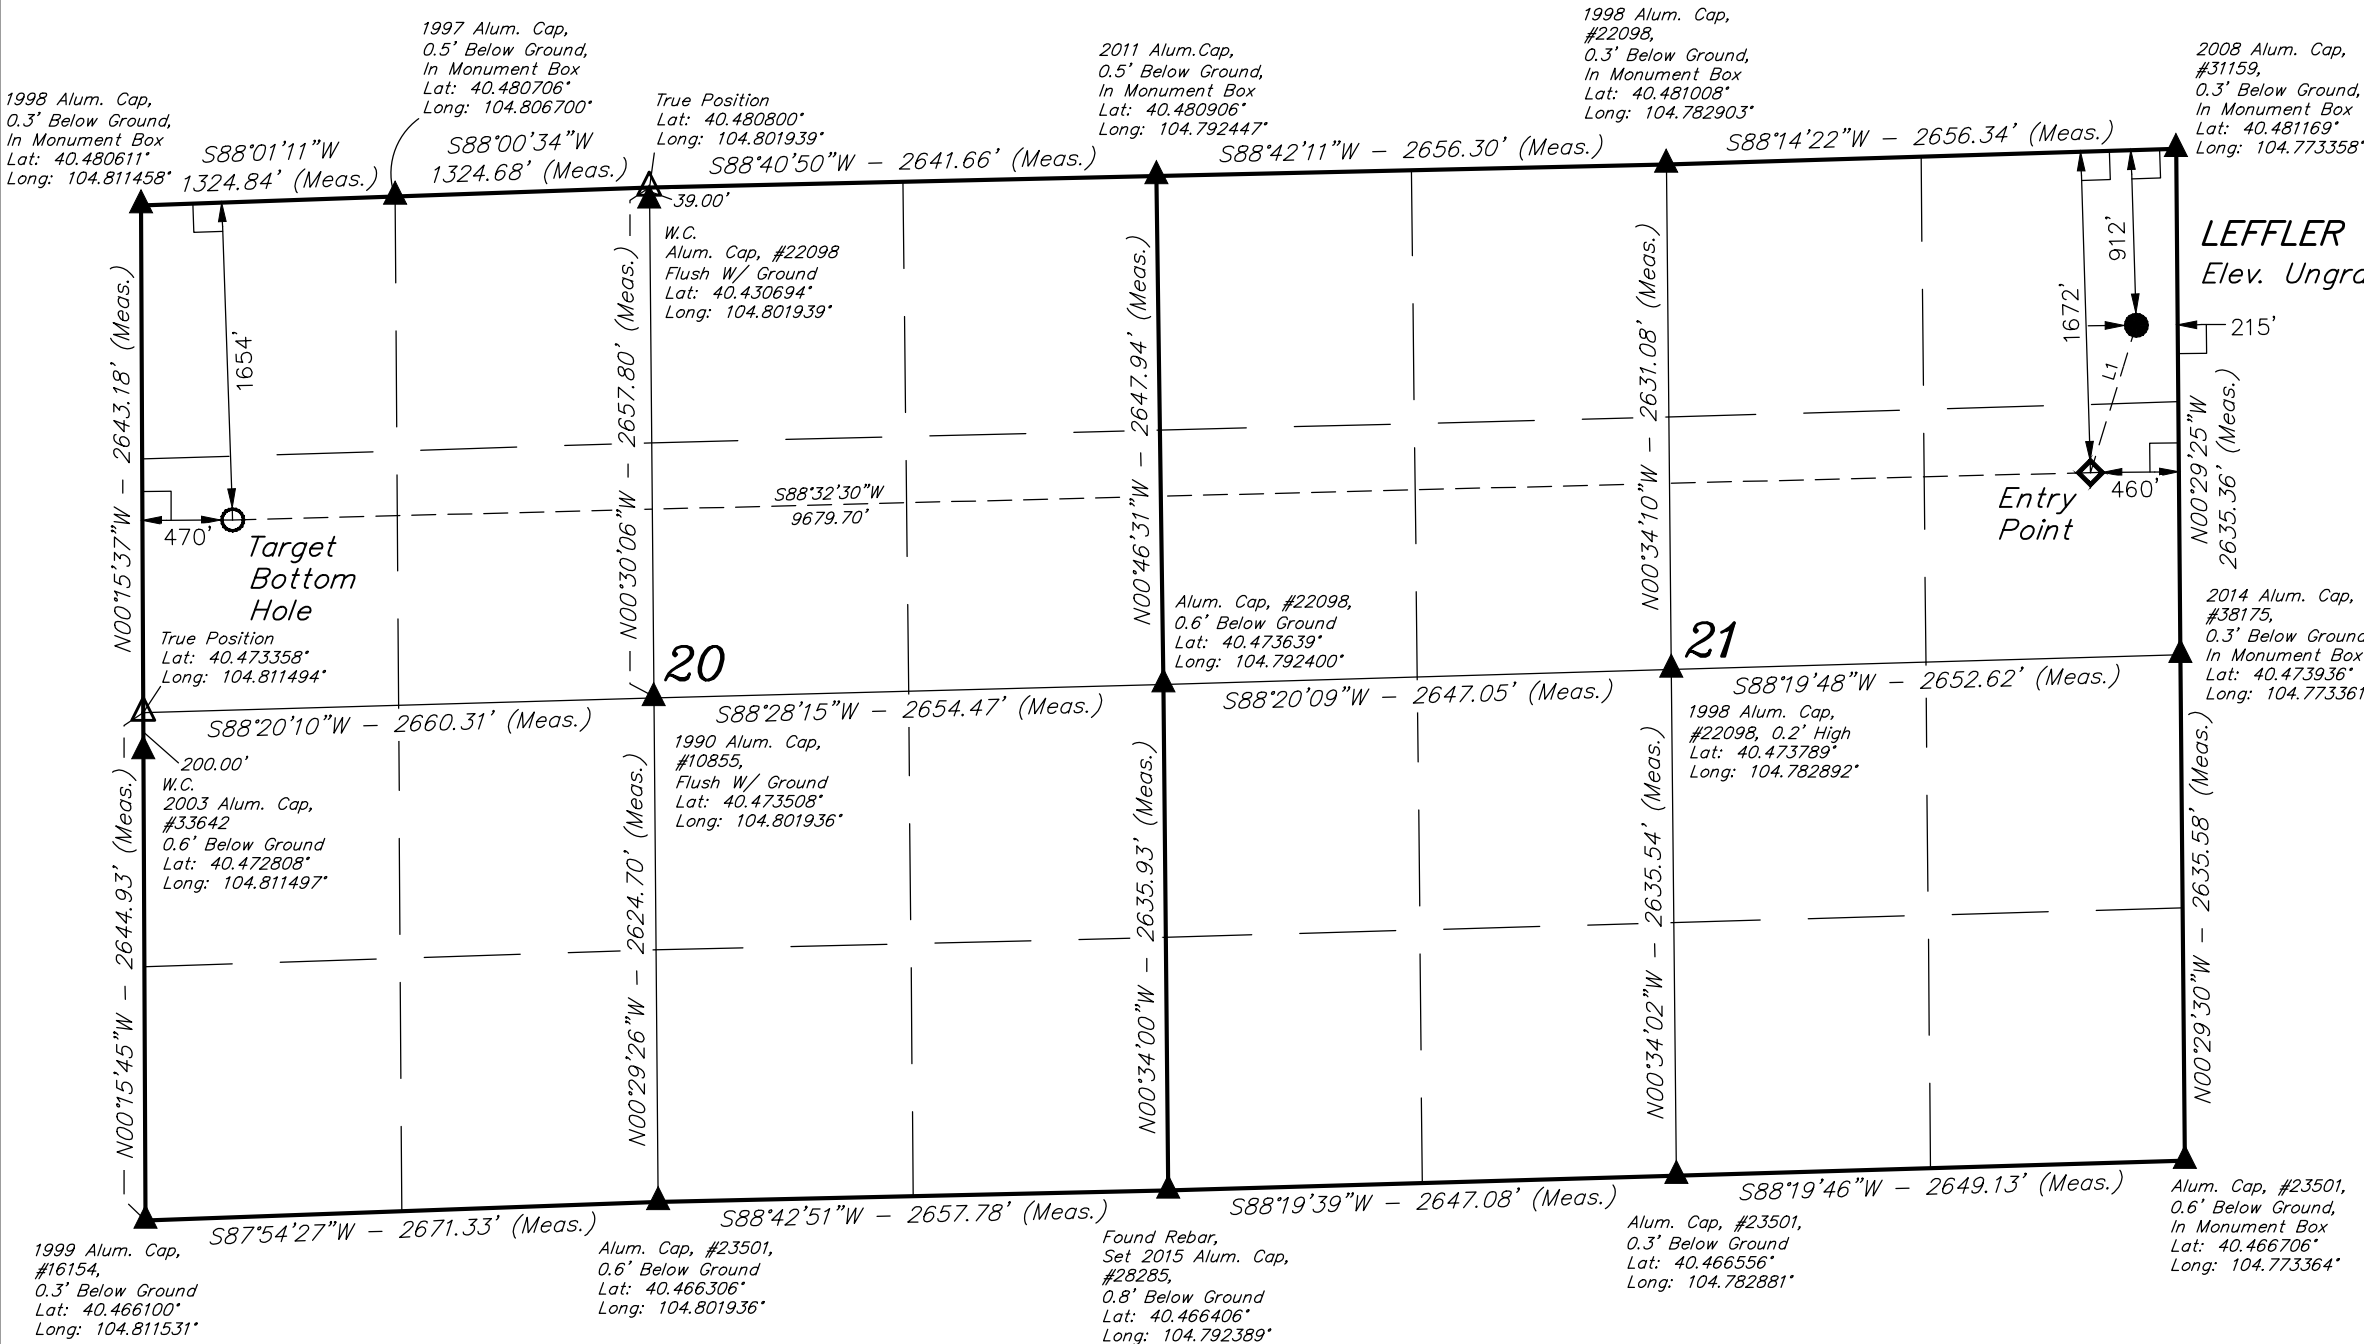 1998 Alum. Cap,
0.3' Below Ground,
In Monument Box
Lat: 40.480611°
Long: 104.811458°
1997 Alum. Cap,
0.5' Below Ground,
In Monument Box
Lat: 40.480706°
Long: 104.806700°
True Position
Lat: 40.480800°
Long: 104.801939°
2011 Alum.Cap,
0.5' Below Ground,
In Monument Box
Lat: 40.480906°
Long: 104.792447°
1998 Alum. Cap,
#22098,
0.3' Below Ground,
In Monument Box
Lat: 40.481008°
Long: 104.782903°
2008 Alum. Cap,
#31159,
0.3' Below Ground,
In Monument Box
Lat: 40.481169°
Long: 104.773358°
S88°01'11"W
1324.84' (Meas.)
S88°00'34"W
1324.68' (Meas.)
S88°40'50"W – 2641.66' (Meas.)
S88°42'11"W – 2656.30' (Meas.)
S88°14'22"W – 2656.34' (Meas.)
39.00'
W.C.
Alum. Cap, #22098
Flush W/ Ground
Lat: 40.430694°
Long: 104.801939°
LEFFLER
Elev. Ungra
912'
1672'
215'
L1
1654'
N00°15'37"W – 2643.18' (Meas.)
N00°30'06"W – 2657.80' (Meas.)
N00°46'31"W – 2647.94' (Meas.)
N00°34'10"W – 2631.08' (Meas.)
N00°29'25"W
2635.36' (Meas.)
S88°32'30"W
9679.70'
470'
Target
Bottom
Hole
460'
Entry
Point
True Position
Lat: 40.473358°
Long: 104.811494°
20
Alum. Cap, #22098,
0.6' Below Ground
Lat: 40.473639°
Long: 104.792400°
21
2014 Alum. Cap,
#38175,
0.3' Below Ground
In Monument Box
Lat: 40.473936°
Long: 104.773361°
S88°20'10"W – 2660.31' (Meas.)
S88°28'15"W – 2654.47' (Meas.)
S88°20'09"W – 2647.05' (Meas.)
S88°19'48"W – 2652.62' (Meas.)
200.00'
W.C.
2003 Alum. Cap,
#33642
0.6' Below Ground
Lat: 40.472808°
Long: 104.811497°
1990 Alum. Cap,
#10855,
Flush W/ Ground
Lat: 40.473508°
Long: 104.801936°
1998 Alum. Cap,
#22098, 0.2' High
Lat: 40.473789°
Long: 104.782892°
N00°15'45"W – 2644.93' (Meas.)
N00°29'26"W – 2624.70' (Meas.)
N00°34'00"W – 2635.93' (Meas.)
N00°34'02"W – 2635.54' (Meas.)
N00°29'30"W – 2635.58' (Meas.)
S87°54'27"W – 2671.33' (Meas.)
S88°42'51"W – 2657.78' (Meas.)
S88°19'39"W – 2647.08' (Meas.)
S88°19'46"W – 2649.13' (Meas.)
1999 Alum. Cap,
#16154,
0.3' Below Ground
Lat: 40.466100°
Long: 104.811531°
Alum. Cap, #23501,
0.6' Below Ground
Lat: 40.466306°
Long: 104.801936°
Found Rebar,
Set 2015 Alum. Cap,
#28285,
0.8' Below Ground
Lat: 40.466406°
Long: 104.792389°
Alum. Cap, #23501,
0.3' Below Ground
Lat: 40.466556°
Long: 104.782881°
Alum. Cap, #23501,
0.6' Below Ground,
In Monument Box
Lat: 40.466706°
Long: 104.773364°